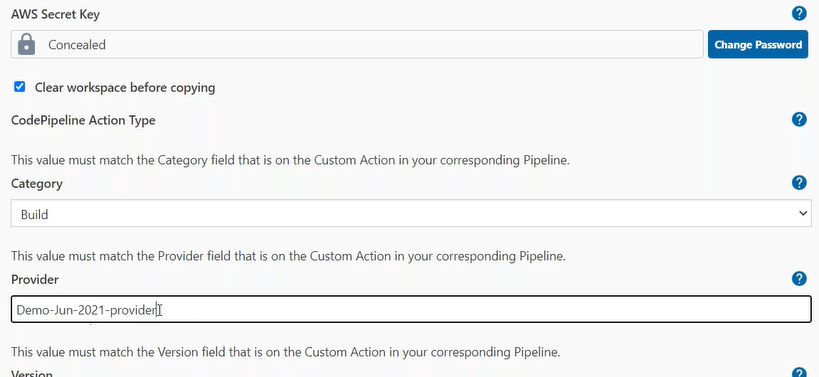 AWS Secret Key
?
Concealed
Change Password
Clear workspace before copying
CodePipeline Action Type
?
This value must match the Category field that is on the Custom Action in your corresponding Pipeline.
Category
?
Build
This value must match the Provider field that is on the Custom Action in your corresponding Pipeline.
Provider
?
Demo-Jun-2021-provider
This value must match the Version field that is on the Custom Action in your corresponding Pipeline.
Version
?